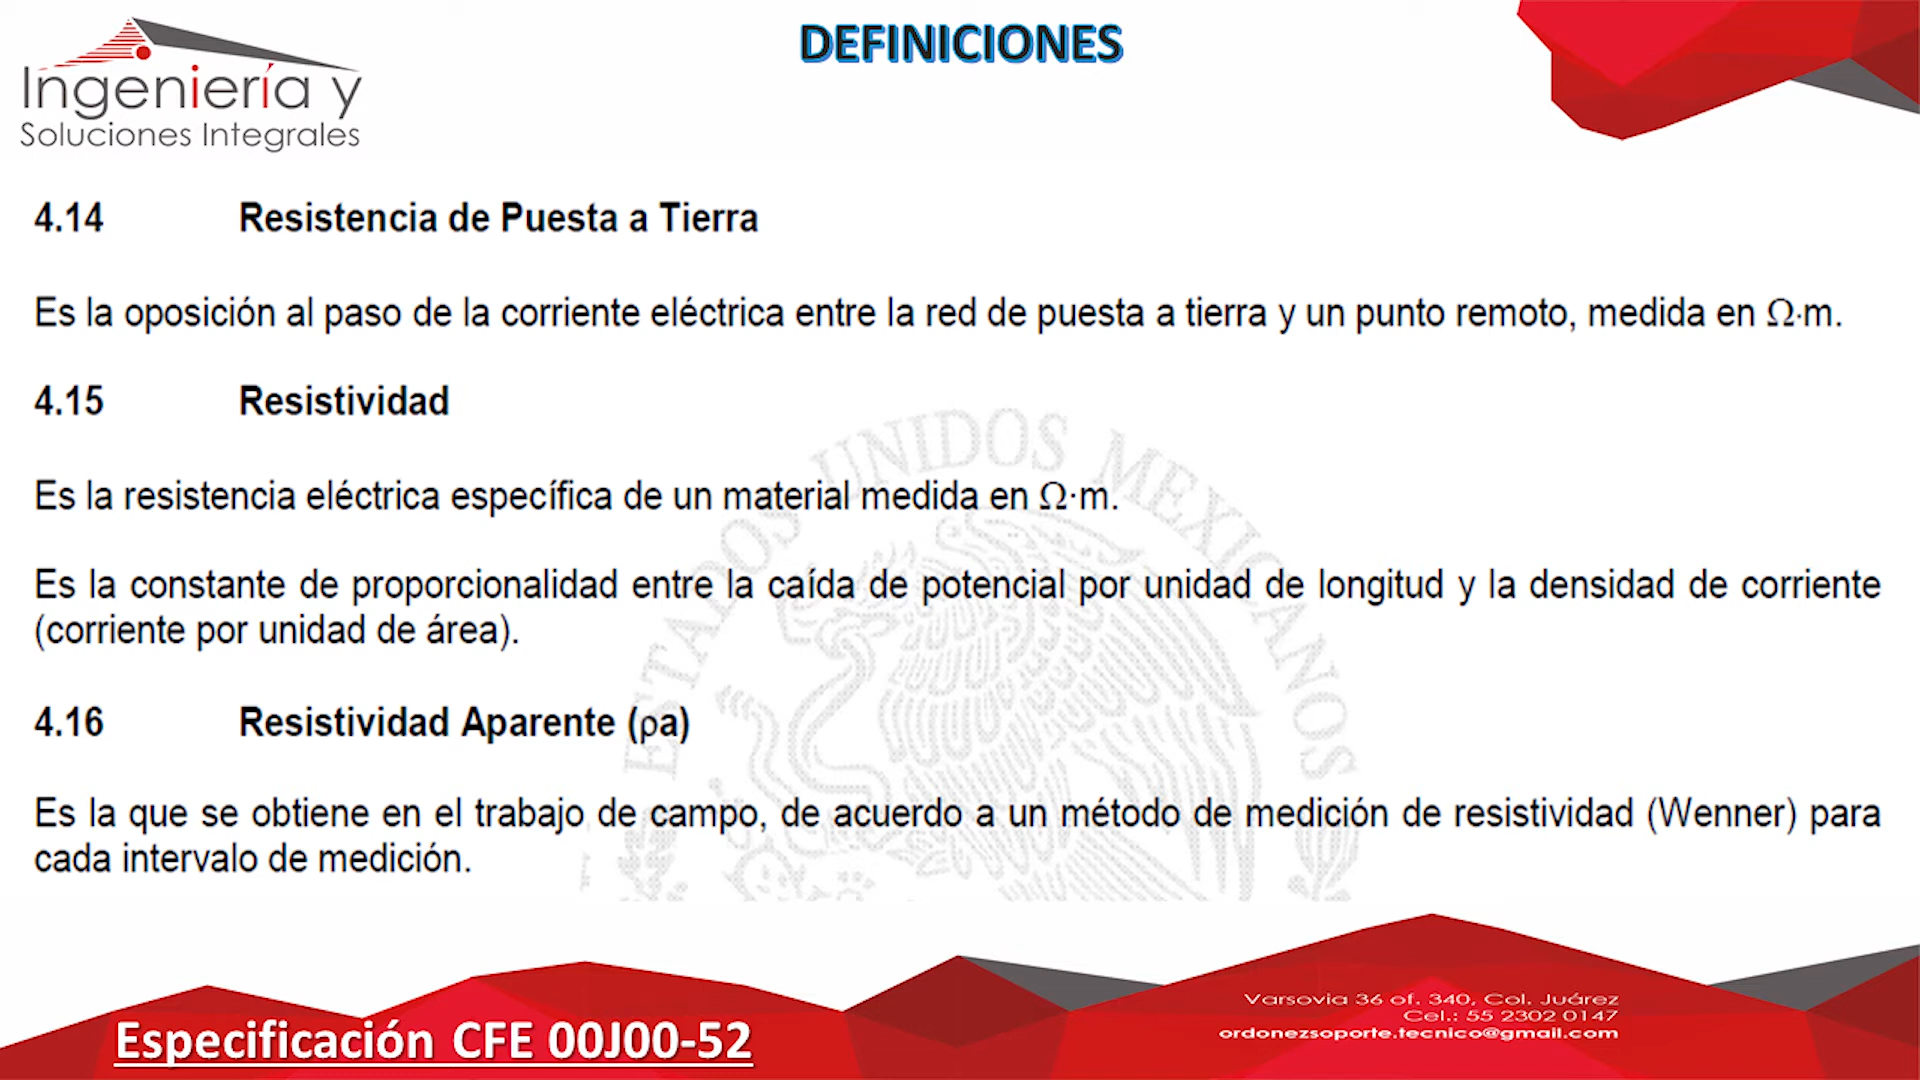 DEFINICIONES
Ingeniería y
Soluciones Integrales
4.14 Resistencia de Puesta a Tierra
Es la oposición al paso de la corriente eléctrica entre la red de puesta a tierra y un punto remoto, medida en Ω·m.
4.15 Resistividad
Es la resistencia eléctrica específica de un material medida en Ω·m.
Es la constante de proporcionalidad entre la caída de potencial por unidad de longitud y la densidad de corriente
(corriente por unidad de área).
4.16 Resistividad Aparente (ρa)
Es la que se obtiene en el trabajo de campo, de acuerdo a un método de medición de resistividad (Wenner) para
cada intervalo de medición.
ESTADOS UNIDOS MEXICANOS
Especificación CFE 00J00-52
Varsovia 36 of. 340, Col. Juárez
Cel.: 55 2302 0147
ordonezsoporte.tecnico@gmail.com